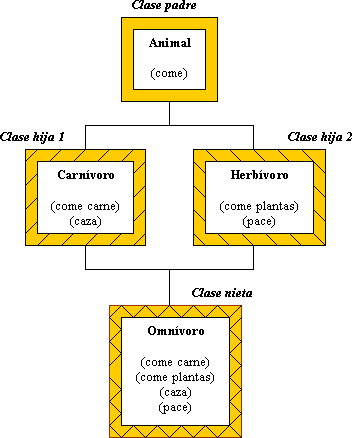 Clase padre
Animal
(come)
Clase hija 1
Clase hija 2
Carnívoro
(come carne)
(caza)
Herbívoro
(come plantas)
(pace)
Clase nieta
Omnívoro
(come carne)
(come plantas)
(caza)
(pace)